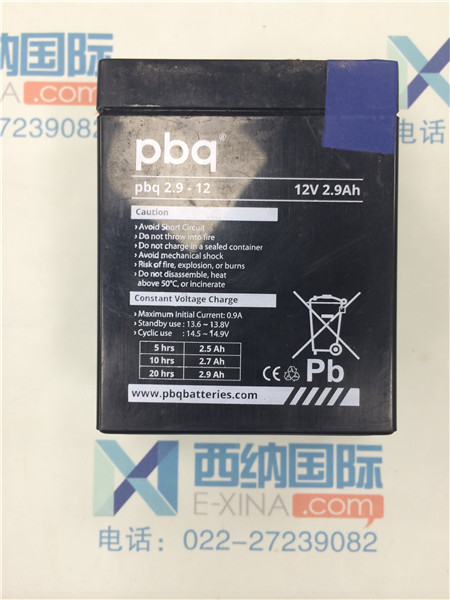 西纳国际
.com
电话
27239082
电话
pbq®
pbq 2.9 - 12
12V 2.9Ah
Caution
› Avoid Short Circuit
› Do not throw into fire
› Do not charge in a sealed container
› Avoid mechanical shock
› Risk of fire, explosion, or burns
› Do not disassemble, heat
above 50°C, or incinerate
Constant Voltage Charge
› Maximum Initial Current: 0.9A
› Standby use : 13.6 ~ 13.8V
› Cyclic use : 14.5 ~ 14.9V
5 hrs 2.5 Ah
10 hrs 2.7 Ah
20 hrs 2.9 Ah
CE Pb
www.pbqbatteries.com
西纳国际
E-XINA.com
电话：022-27239082